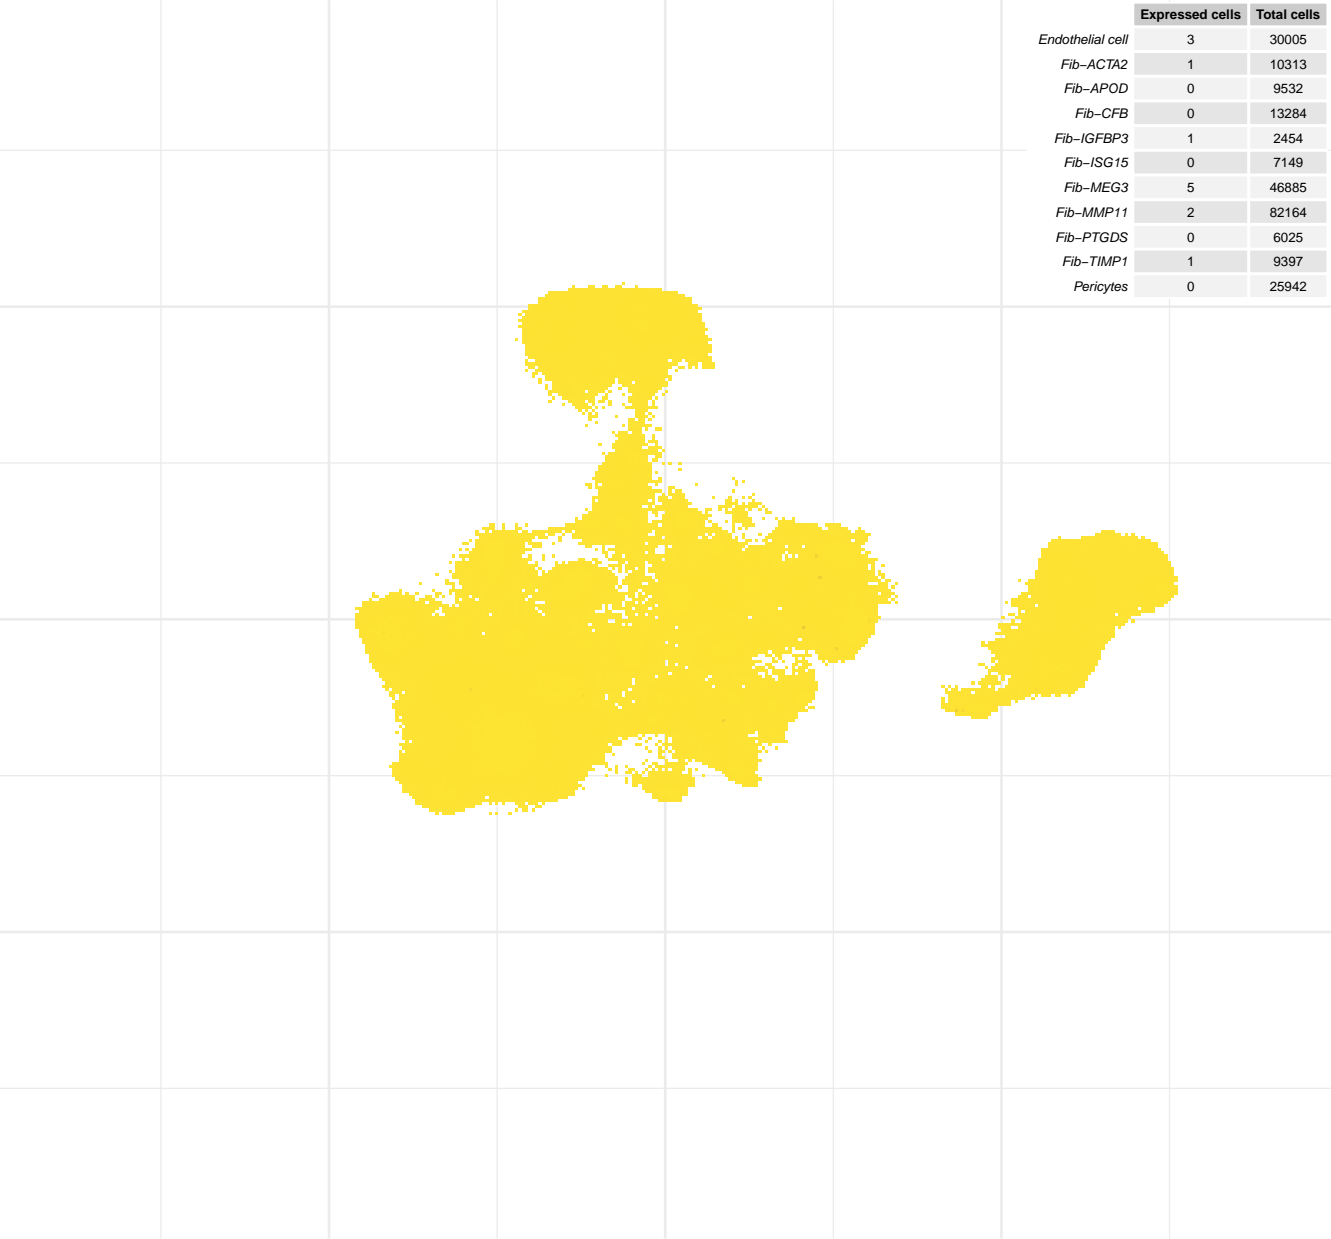 Expressed cells Total cells
Endothelial cell 3 30005
Fib−ACTA2 1 10313
Fib−APOD 0 9532
Fib−CFB 0 13284
Fib−IGFBP3 1 2454
Fib−ISG15 0 7149
Fib−MEG3 5 46885
Fib−MMP11 2 82164
Fib−PTGDS 0 6025
Fib−TIMP1 1 9397
Pericytes 0 25942